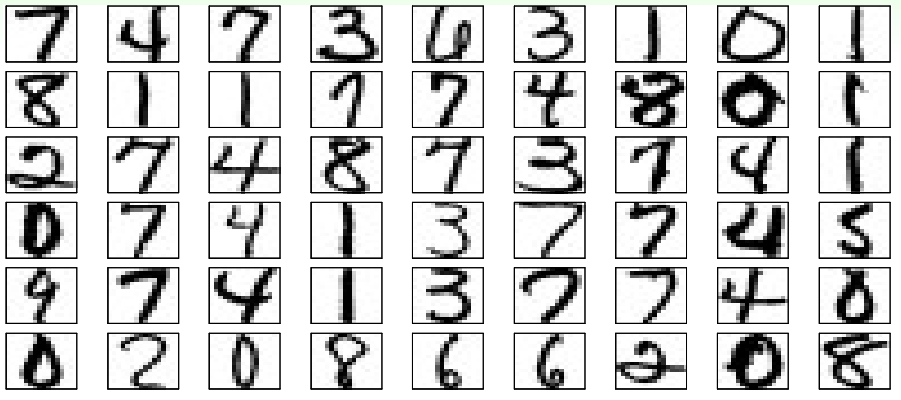 7 4 7 3 6 3 1 0 1
8 1 1 7 7 4 8 0 1
2 7 4 8 7 3 7 4 1
0 7 4 1 3 7 7 4 5
9 7 4 1 3 7 7 4 0
0 2 0 8 6 6 2 0 8